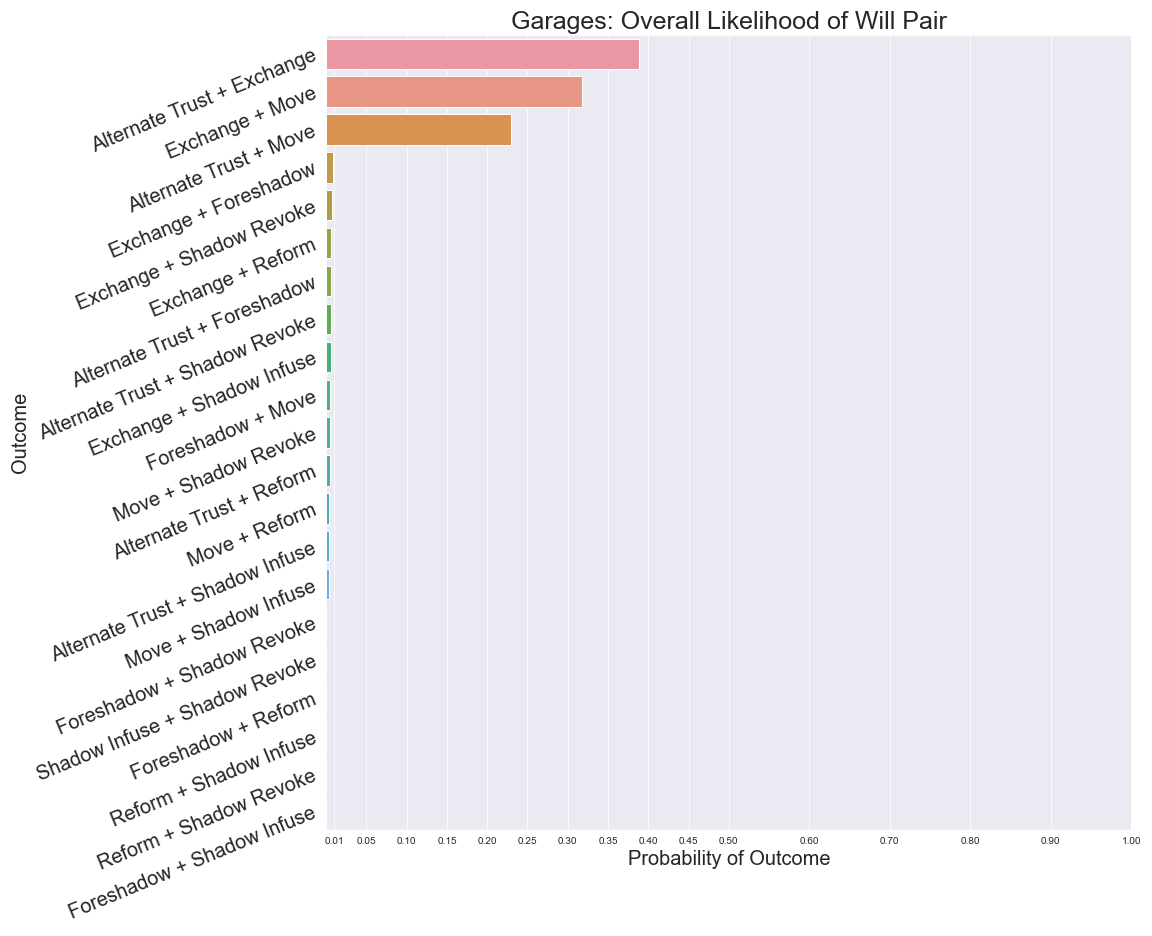 Garages: Overall Likelihood of Will Pair
Alternate Trust + Exchange
Exchange + Move
Alternate Trust + Move
Exchange + Foreshadow
Exchange + Shadow Revoke
Exchange + Reform
Alternate Trust + Foreshadow
Alternate Trust + Shadow Revoke
Exchange + Shadow Infuse
Foreshadow + Move
Move + Shadow Revoke
Alternate Trust + Reform
Move + Reform
Alternate Trust + Shadow Infuse
Move + Shadow Infuse
Foreshadow + Shadow Revoke
Shadow Infuse + Shadow Revoke
Foreshadow + Reform
Reform + Shadow Infuse
Reform + Shadow Revoke
Foreshadow + Shadow Infuse
Outcome
0.01 0.05 0.10 0.15 0.20 0.25 0.30 0.35 0.40 0.45 0.50 0.60 0.70 0.80 0.90 1.00
Probability of Outcome